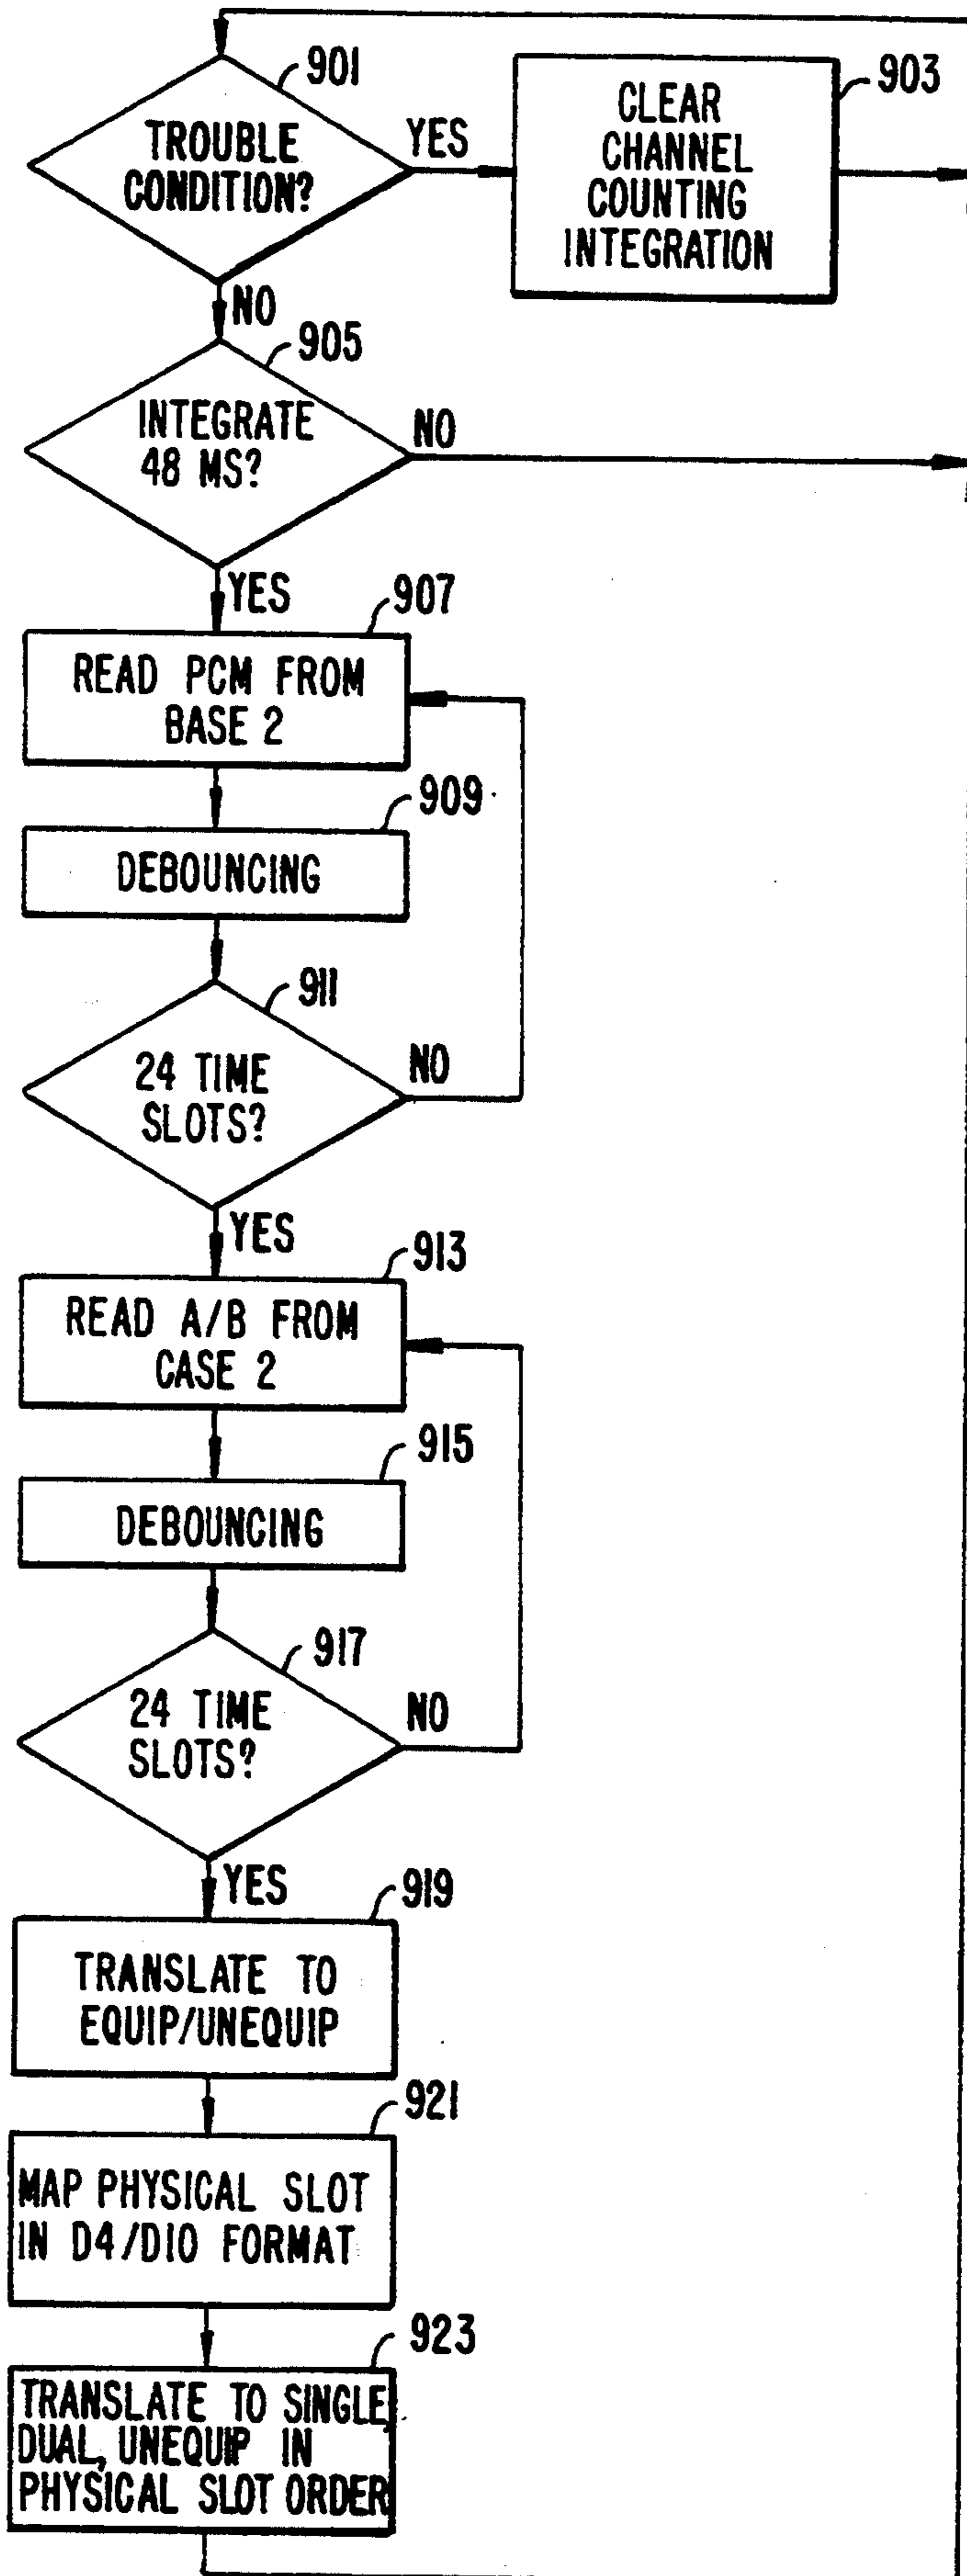 901
TROUBLE
CONDITION?
YES
903
CLEAR
CHANNEL
COUNTING
INTEGRATION
NO
905
INTEGRATE
48 MS?
NO
YES
907
READ PCM FROM
BASE 2
909
DEBOUNCING
911
24 TIME
SLOTS?
NO
YES
913
READ A/B FROM
CASE 2
915
DEBOUNCING
917
24 TIME
SLOTS?
NO
YES
919
TRANSLATE TO
EQUIP/UNEQUIP
921
MAP PHYSICAL SLOT
IN D4/D10 FORMAT
923
TRANSLATE TO SINGLE,
DUAL, UNEQUIP IN
PHYSICAL SLOT ORDER